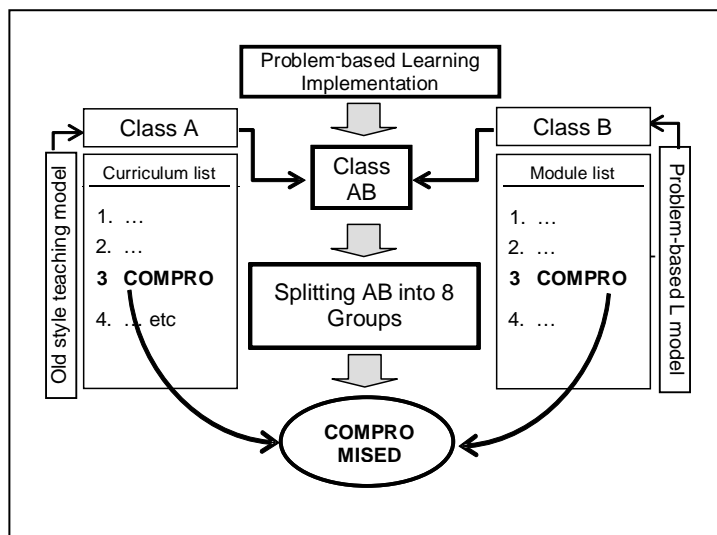 Problem-based Learning
Implementation
Class A
Class B
Class
AB
Old style teaching model
Curriculum list
1. …
2. …
3 COMPRO
4. … etc
Module list
1. …
2. …
3 COMPRO
4. …
Problem-based L model
Splitting AB into 8
Groups
COMPRO
MISED